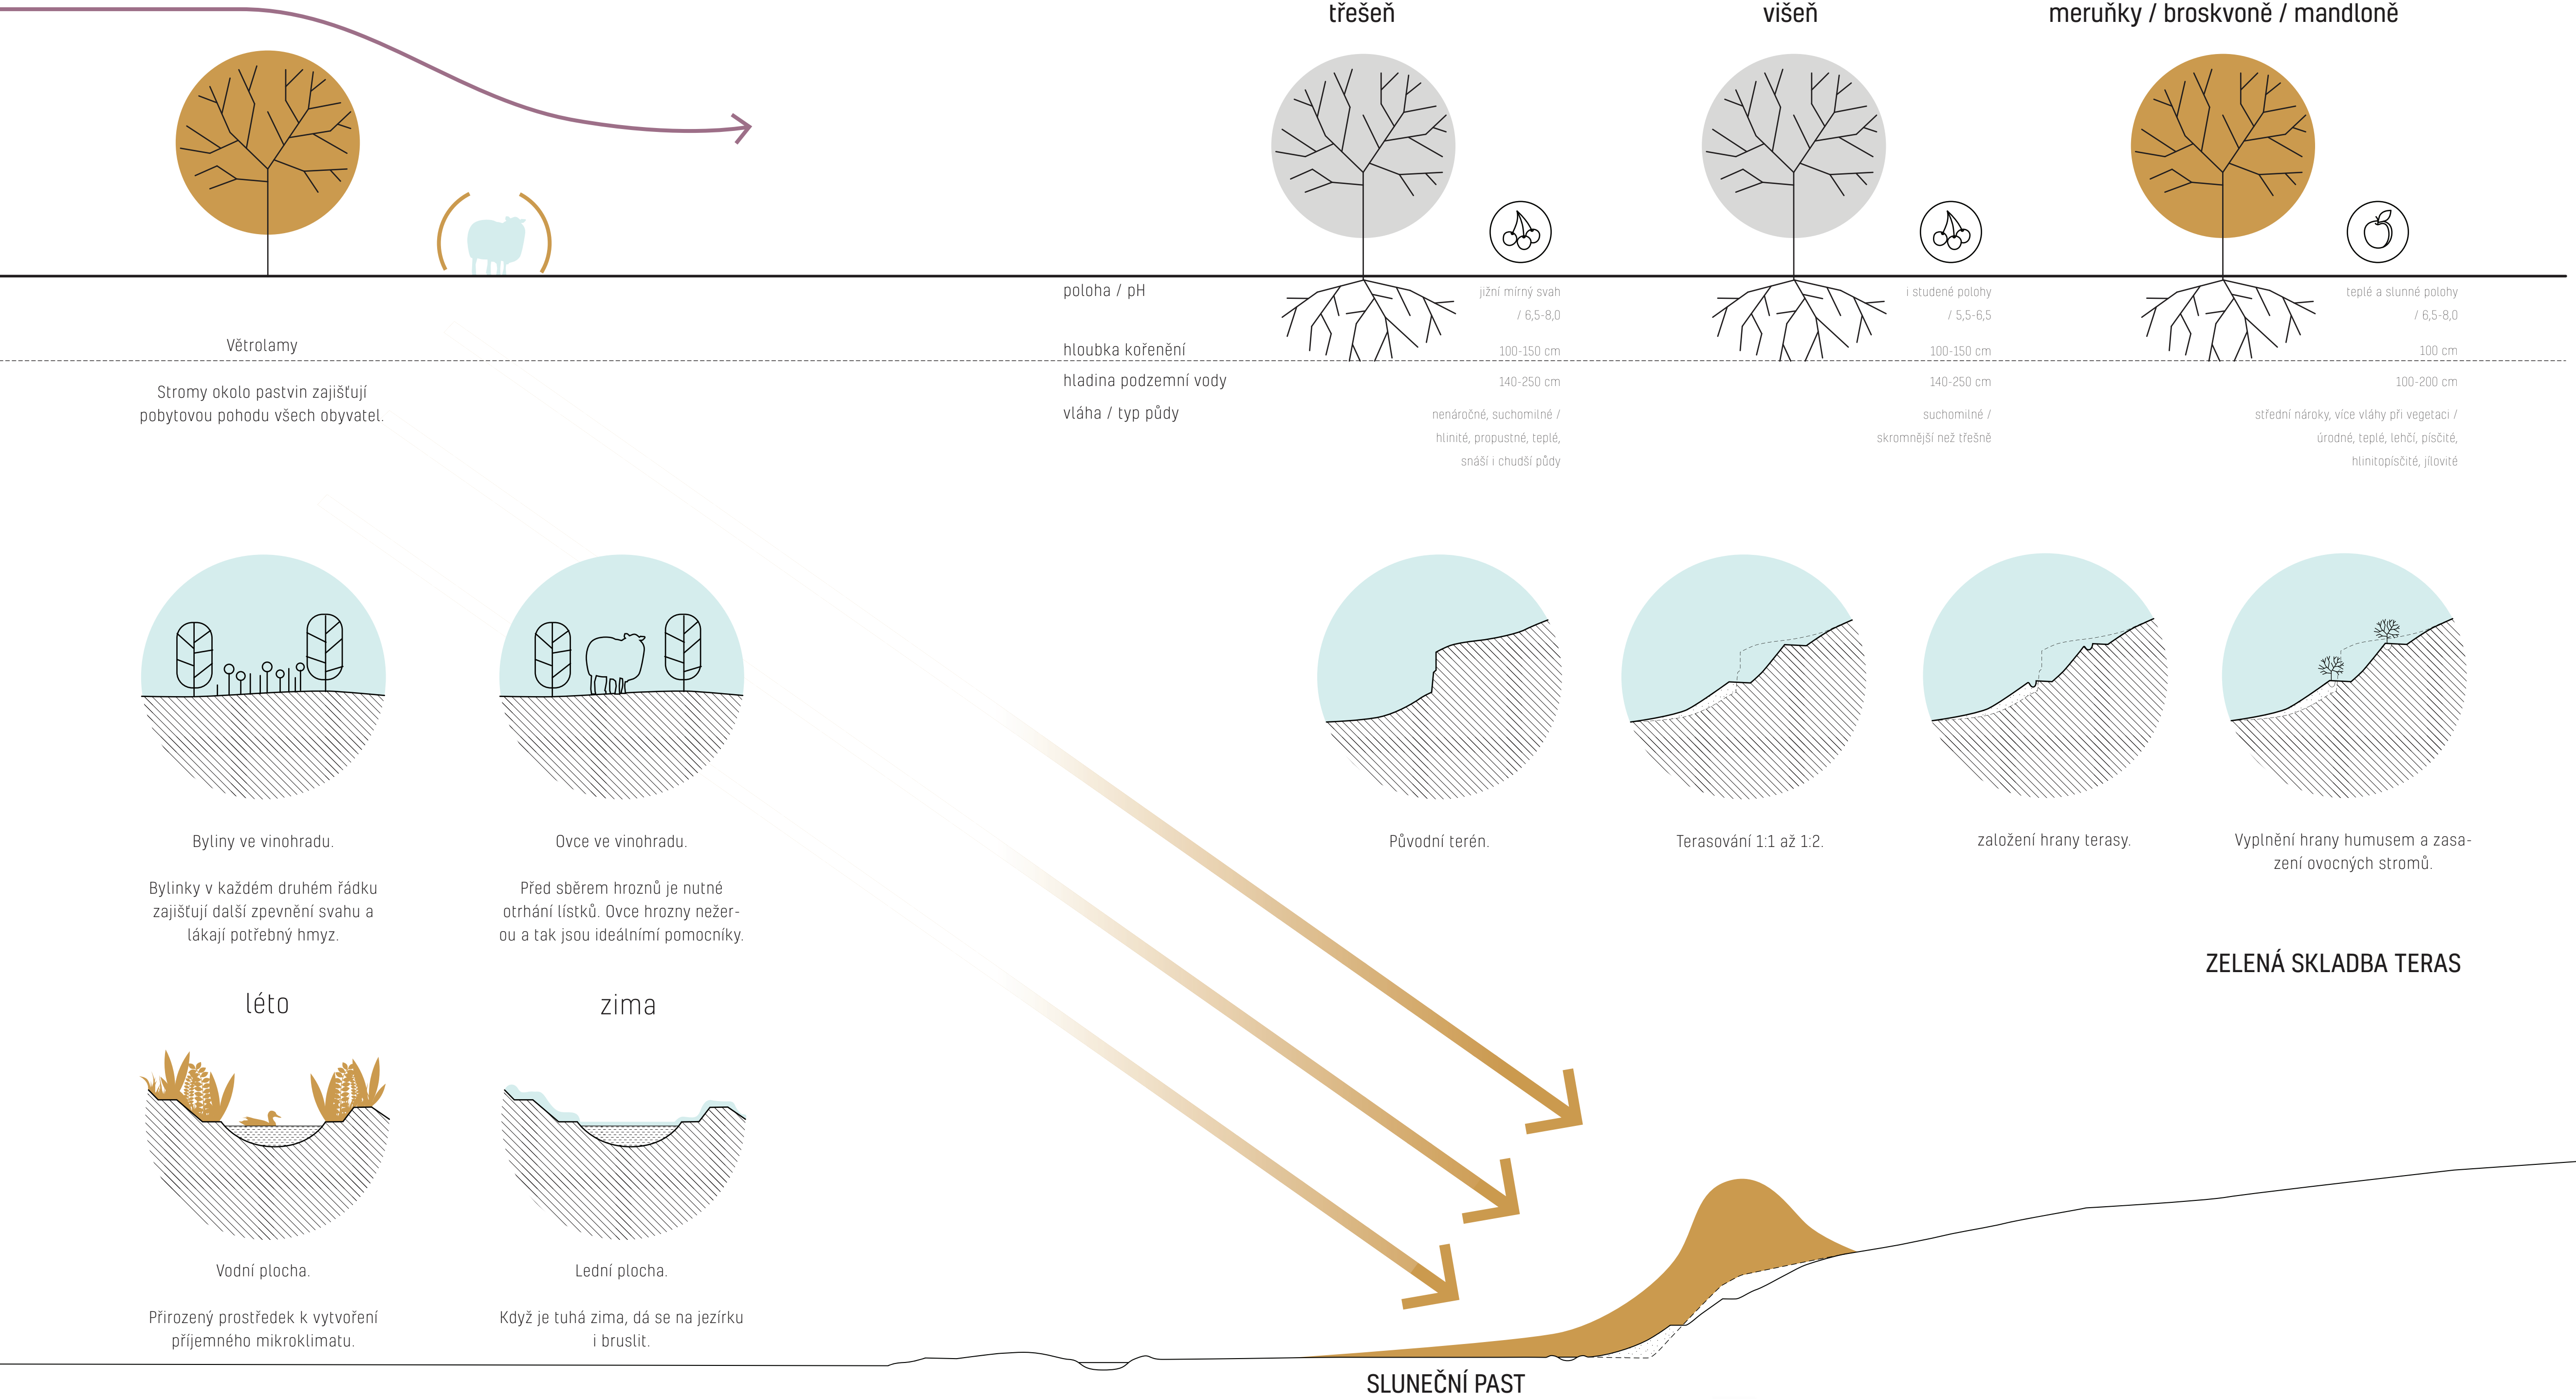 třešeň
višeň
meruňky / broskvoně / mandloně
poloha / pH
jižní mírný svah
/ 6,5-8,0
i studené polohy
/ 5,5-6,5
teplé a slunné polohy
/ 6,5-8,0
hloubka kořenění
100-150 cm
100-150 cm
100 cm
hladina podzemní vody
140-250 cm
140-250 cm
100-200 cm
vláha / typ půdy
nenáročné, suchomilné /
hlinité, propustné, teplé,
snáší i chudší půdy
suchomilné /
skromnější než třešně
střední nároky, více vláhy při vegetaci /
úrodné, teplé, lehčí, písčité,
hlinitopísčité, jílovité
Větrolamy
Stromy okolo pastvin zajišťují
pobytovou pohodu všech obyvatel.
Byliny ve vinohradu.
Bylinky v každém druhém řádku
zajišťují další zpevnění svahu a
lákají potřebný hmyz.
Ovce ve vinohradu.
Před sběrem hroznů je nutné
otrhání lístků. Ovce hrozny nežer-
ou a tak jsou ideálnímí pomocníky.
Původní terén.
Terasování 1:1 až 1:2.
založení hrany terasy.
Vyplnění hrany humusem a zasa-
zení ovocných stromů.
ZELENÁ SKLADBA TERAS
léto
zima
Vodní plocha.
Přirozený prostředek k vytvoření
příjemného mikroklimatu.
Lední plocha.
Když je tuhá zima, dá se na jezírku
i bruslit.
SLUNEČNÍ PAST